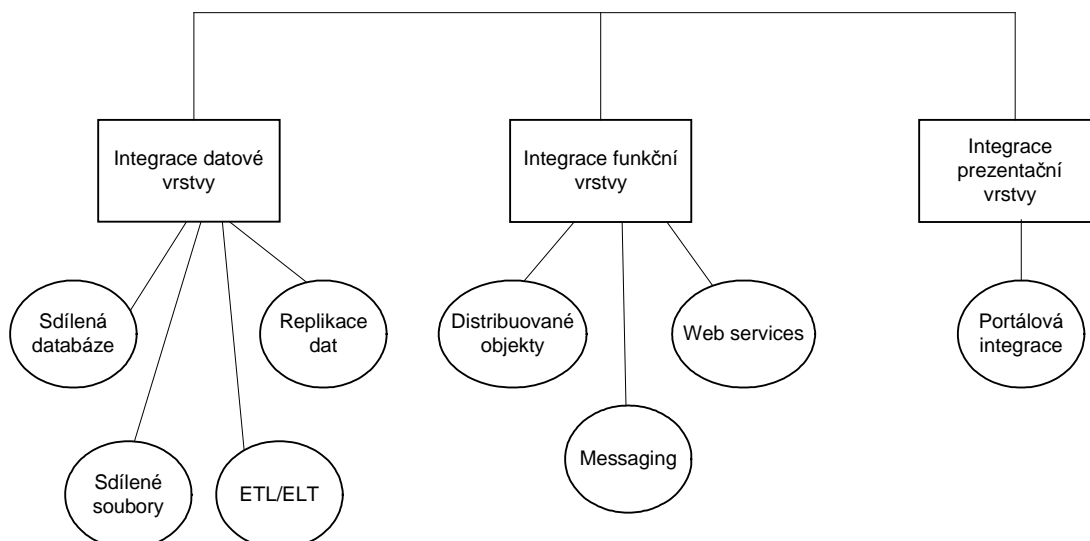 Integrace datové
vrstvy
Integrace funkční
vrstvy
Integrace
prezentační
vrstvy
Sdílená
databáze
Replikace
dat
Distribuované
objekty
Web services
Portálová
integrace
Sdílené
soubory
ETL/ELT
Messaging